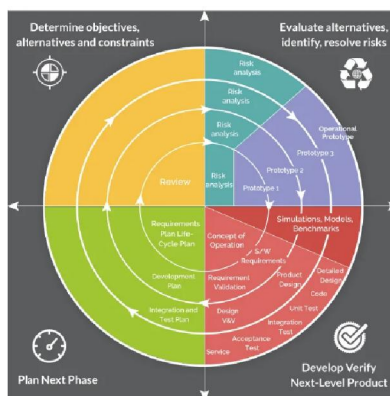 Determine objectives,
alternatives and constraints
Evaluate alternatives,
identify, resolve risks
Risk
analysis
Risk
analysis
Risk
analysis
Risk
analysis
Operational
Prototype
Prototype 3
Prototype 2
Prototype 1
Review
Requirements
Plan Life-
Cycle Plan
Development
Plan
Integration and
Test Plan
Concept of
Operation
Simulations, Models,
Benchmarks
S/W
Requirements
Requirement
Validation
Product
Design
Detailed
Design
Code
Unit Test
Design
V&V
Integration
Test
Acceptance
Test
Service
Plan Next Phase
Develop Verify
Next-Level Product